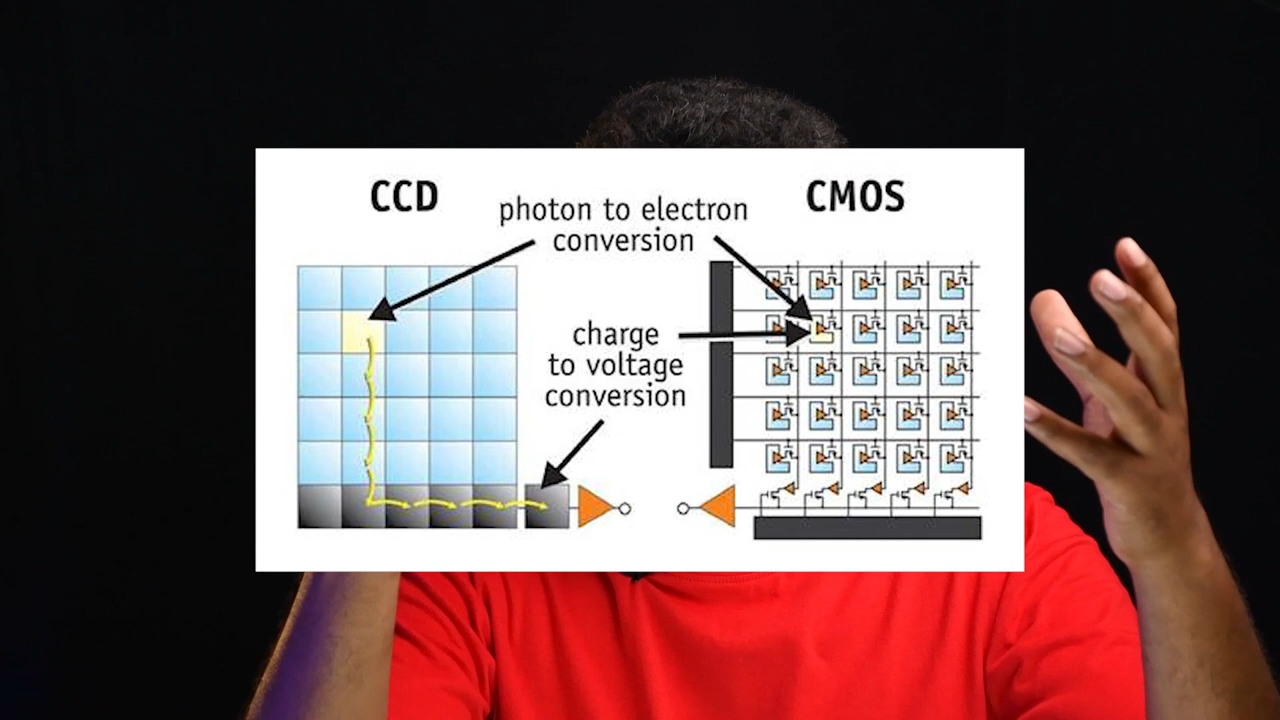 CCD
photon to electron
conversion
CMOS
charge
to voltage
conversion